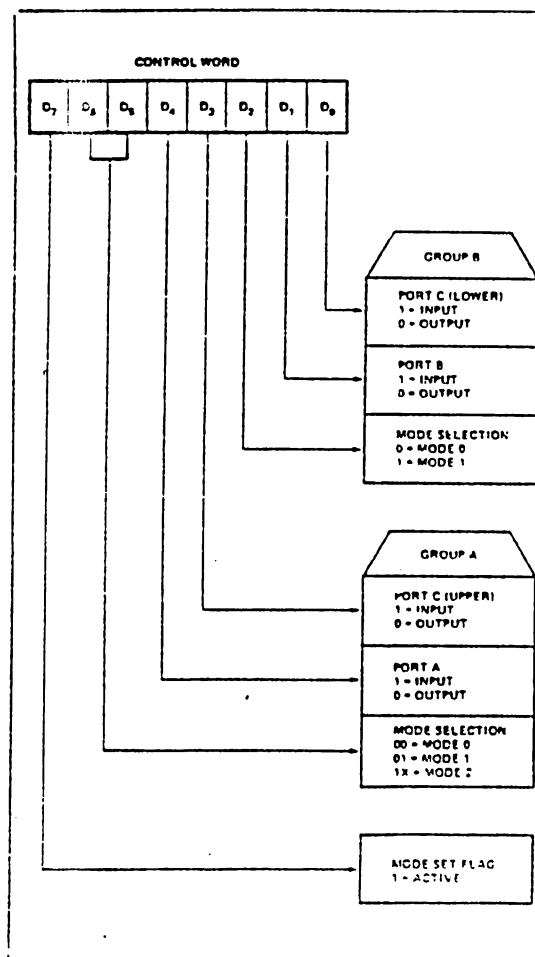 CONTROL WORD
D7 D6 D5 D4 D3 D2 D1 D0
GROUP B
PORT C (LOWER)
1 = INPUT
0 = OUTPUT
PORT B
1 = INPUT
0 = OUTPUT
MODE SELECTION
0 = MODE 0
1 = MODE 1
GROUP A
PORT C (UPPER)
1 = INPUT
0 = OUTPUT
PORT A
1 = INPUT
0 = OUTPUT
MODE SELECTION
00 = MODE 0
01 = MODE 1
1X = MODE 2
MODE SET FLAG
1 = ACTIVE